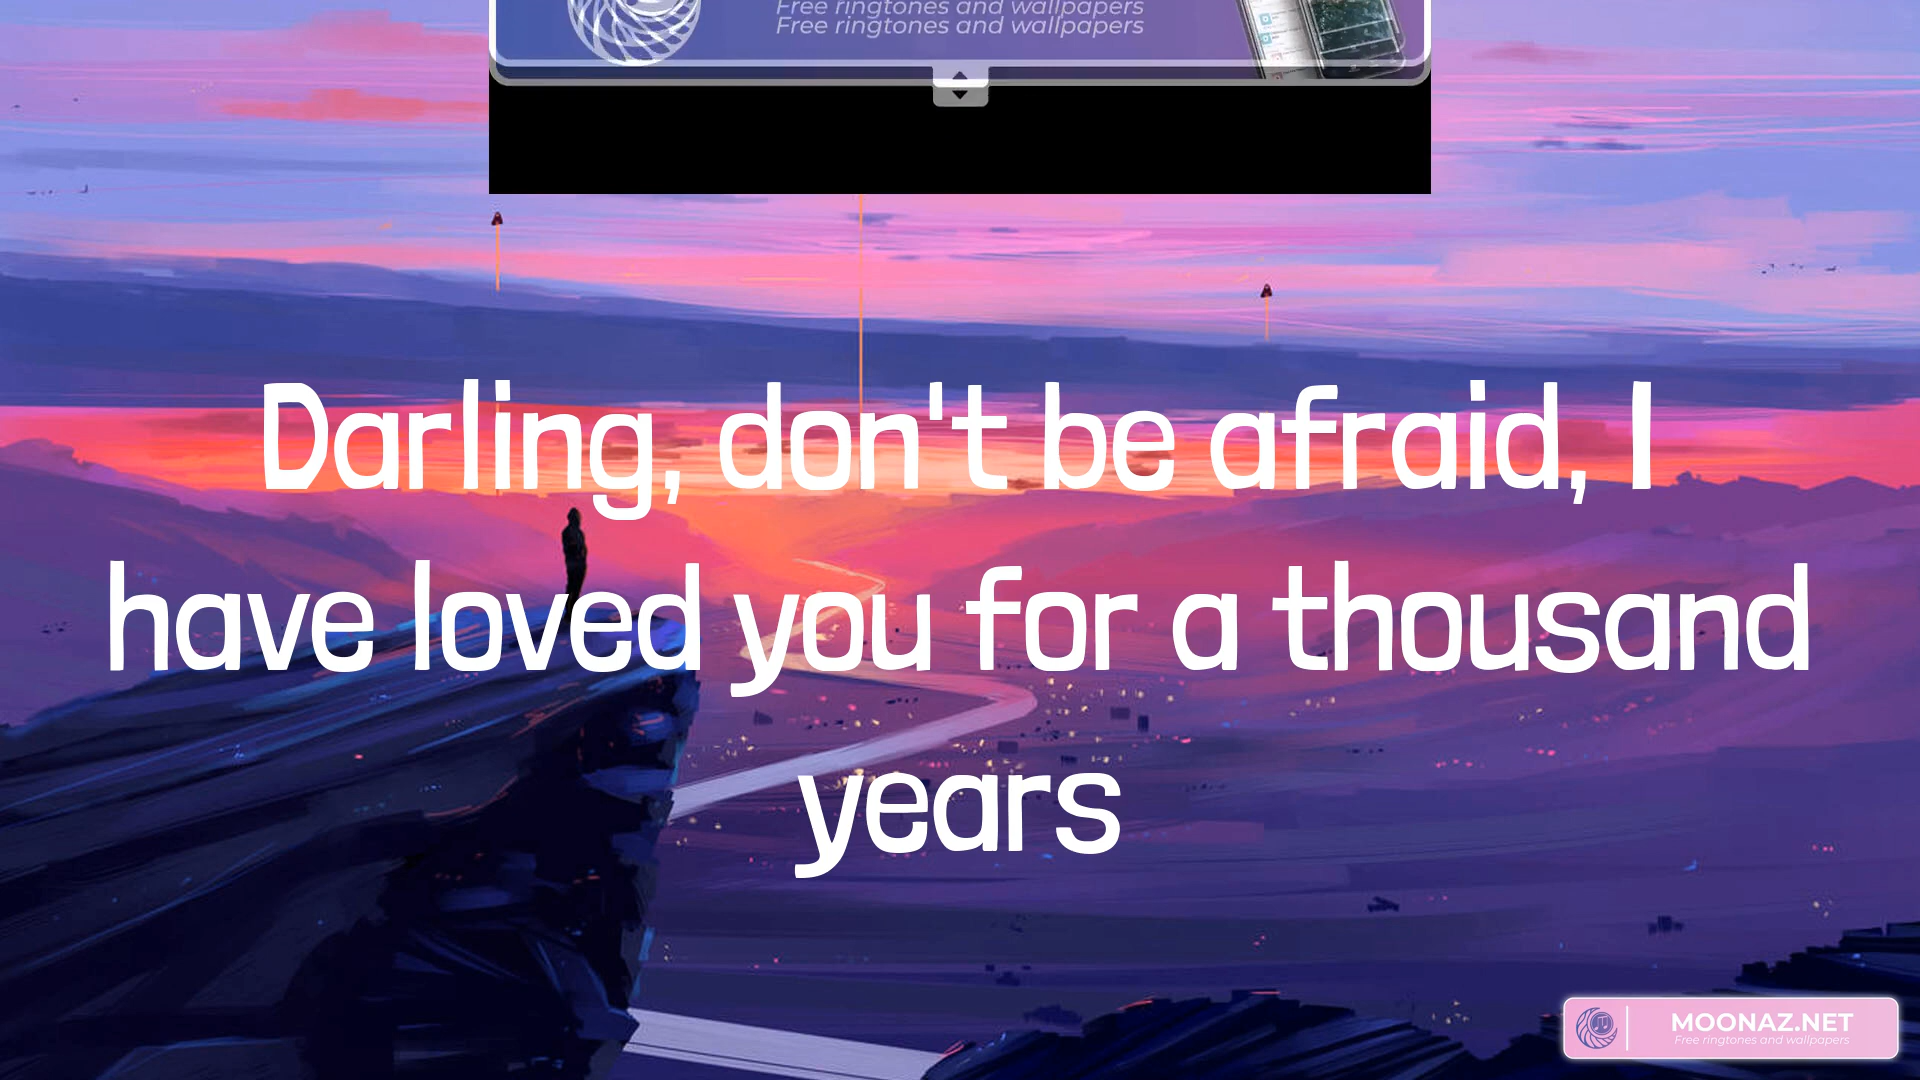 Free ringtones and wallpapers
Free ringtones and wallpapers
Darling, don't be afraid, I
have loved you for a thousand
years
MOONAZ.NET
Free ringtones and wallpapers